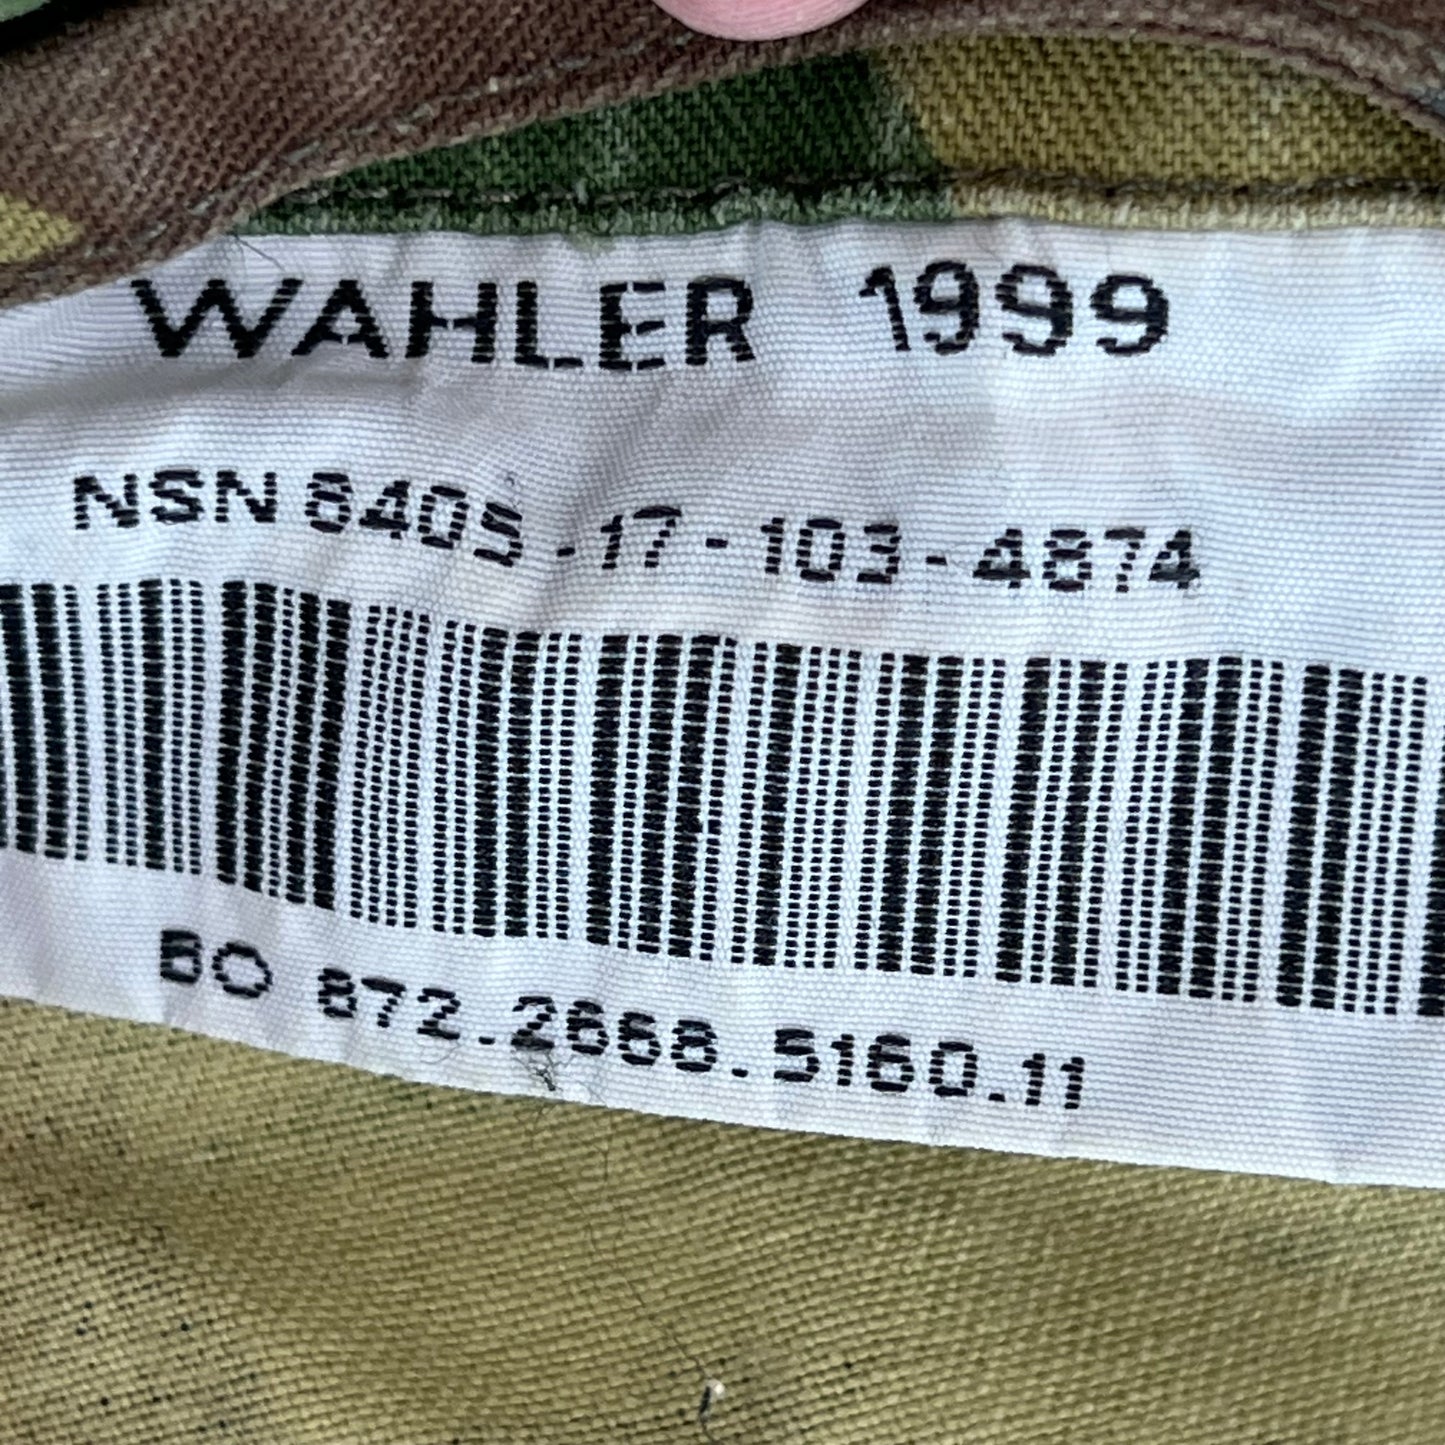 WAHLER 1999
NSN 8405-17-103-4874
BO 872.2668.5160.11